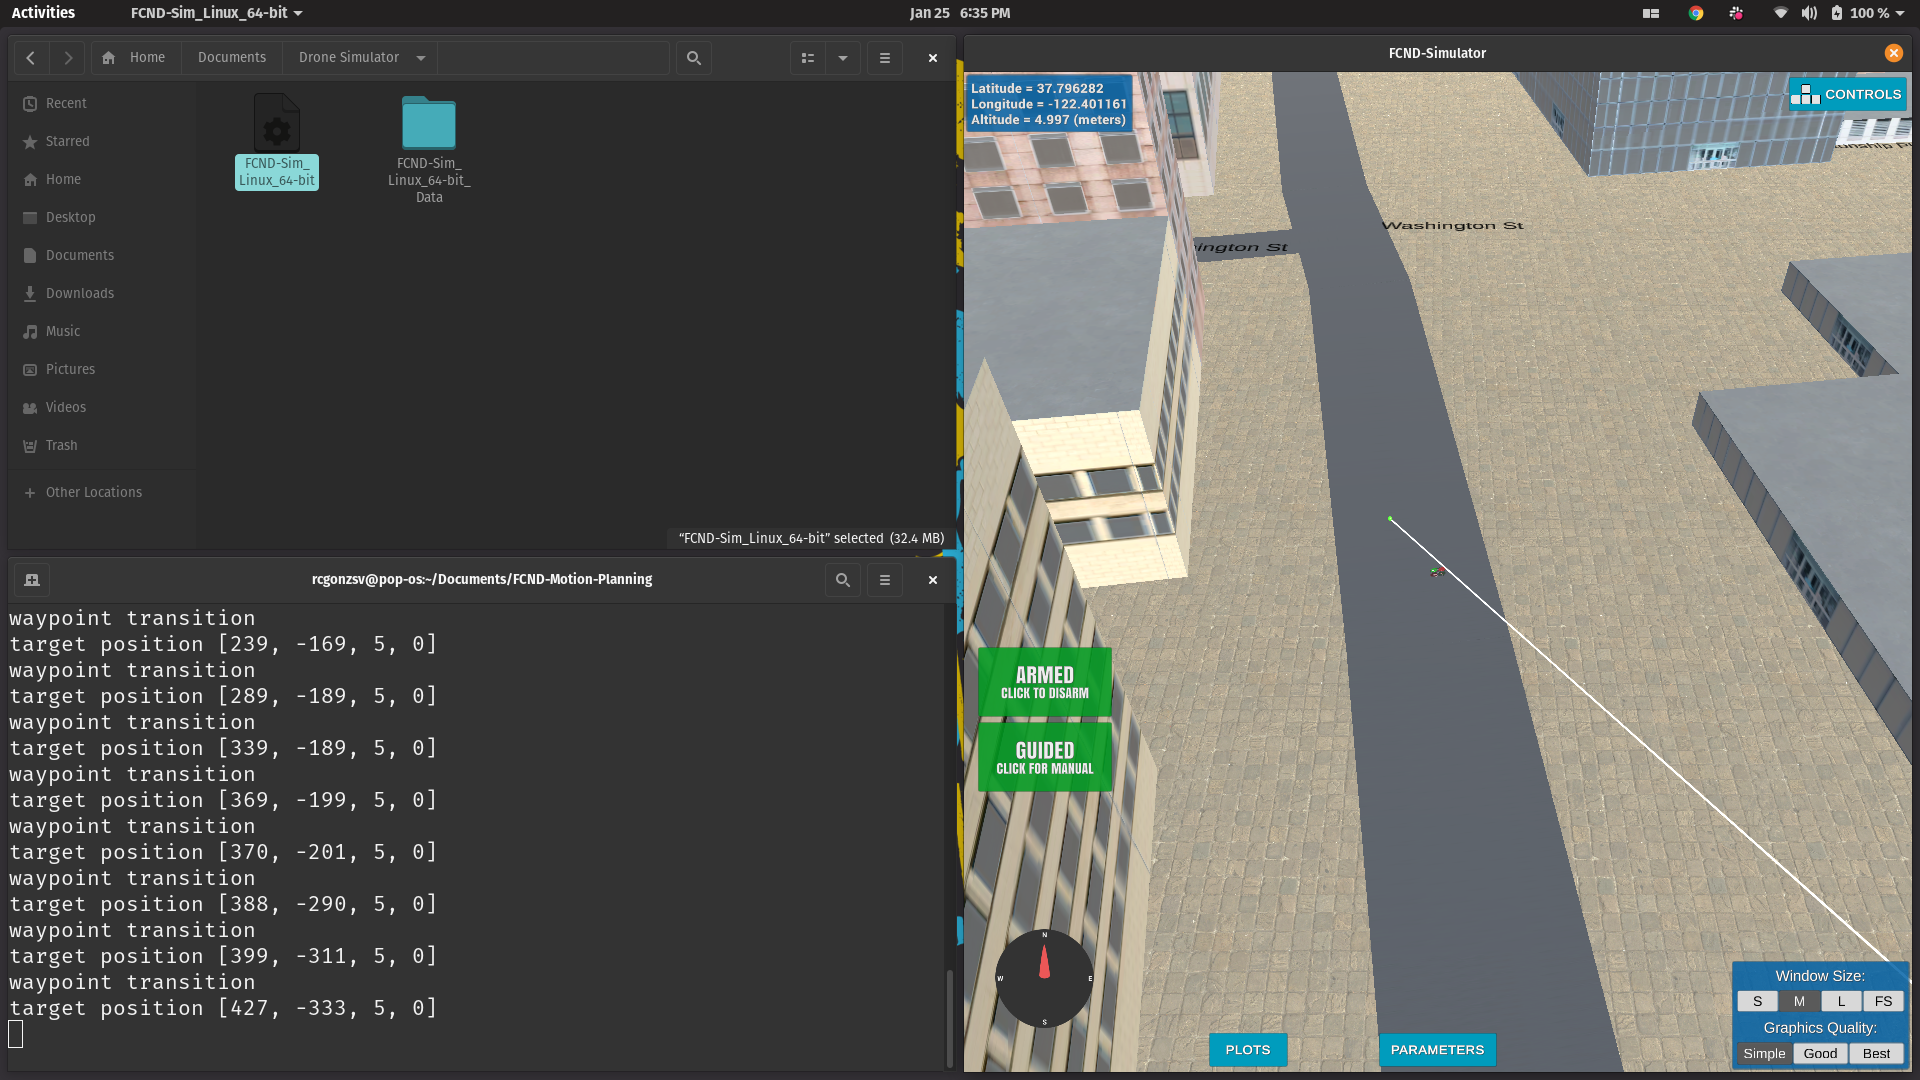 Activities
FCND-Sim_Linux_64-bit
Jan 25 6:35 PM
100 %
Home
Documents
Drone Simulator
Recent
Starred
Home
Desktop
Documents
Downloads
Music
Pictures
Videos
Trash
Other Locations
FCND-Sim_
Linux_64-bit
FCND-Sim_
Linux_64-bit_
Data
“FCND-Sim_Linux_64-bit” selected (32.4 MB)
rcgonzsv@pop-os:~/Documents/FCND-Motion-Planning
waypoint transition
target position [239, -169, 5, 0]
waypoint transition
target position [289, -189, 5, 0]
waypoint transition
target position [339, -189, 5, 0]
waypoint transition
target position [369, -199, 5, 0]
waypoint transition
target position [370, -201, 5, 0]
waypoint transition
target position [388, -290, 5, 0]
waypoint transition
target position [399, -311, 5, 0]
waypoint transition
target position [427, -333, 5, 0]
FCND-Simulator
Latitude = 37.796282
Longitude = -122.401161
Altitude = 4.997 (meters)
CONTROLS
Washington St
ington St
ARMED
CLICK TO DISARM
GUIDED
CLICK FOR MANUAL
N
W
E
S
PLOTS
PARAMETERS
Window Size:
S M L FS
Graphics Quality:
Simple Good Best